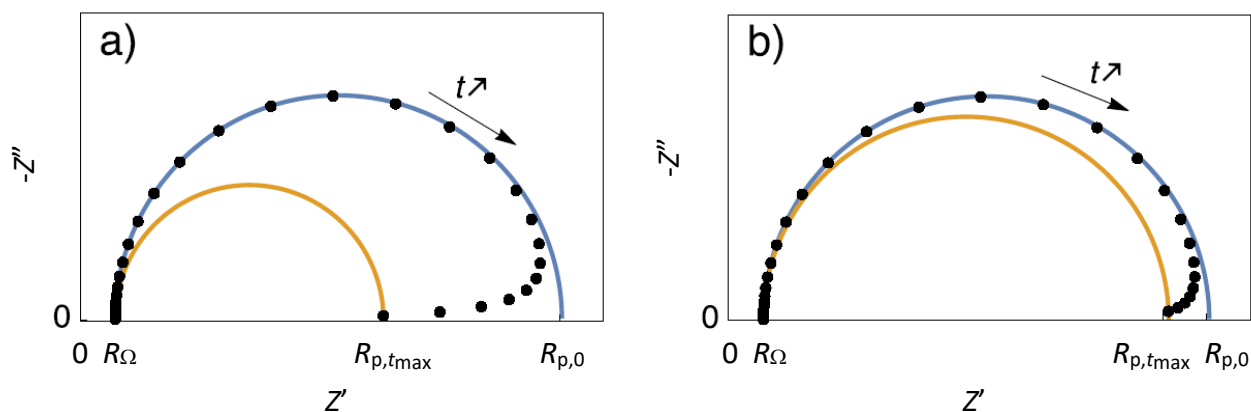 a)
t↗
-Z″
0
0 RΩ Rp,tmax Rp,0
Z'
b)
t↗
-Z″
0
0 RΩ Rp,tmax Rp,0
Z'